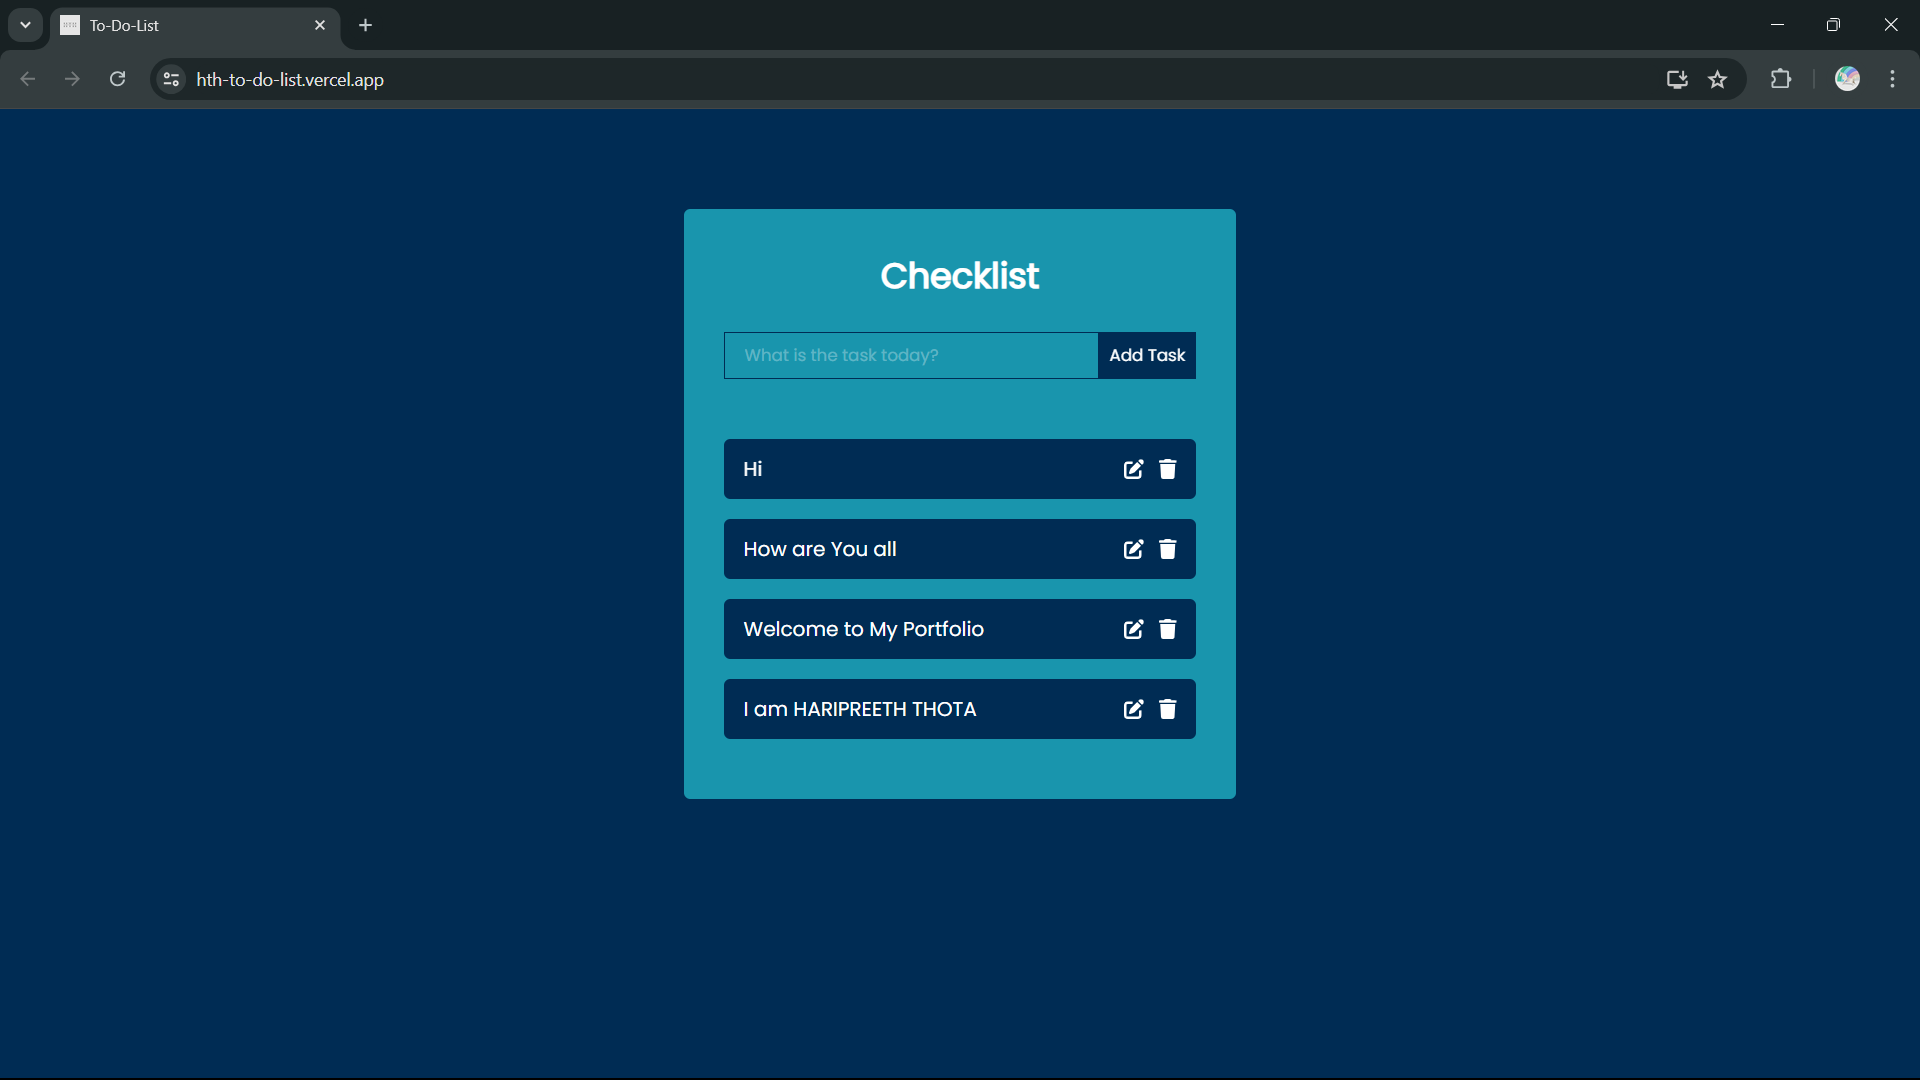 To-Do-List
hth-to-do-list.vercel.app
Checklist
What is the task today?
Add Task
Hi
How are You all
Welcome to My Portfolio
I am HARIPREETH THOTA